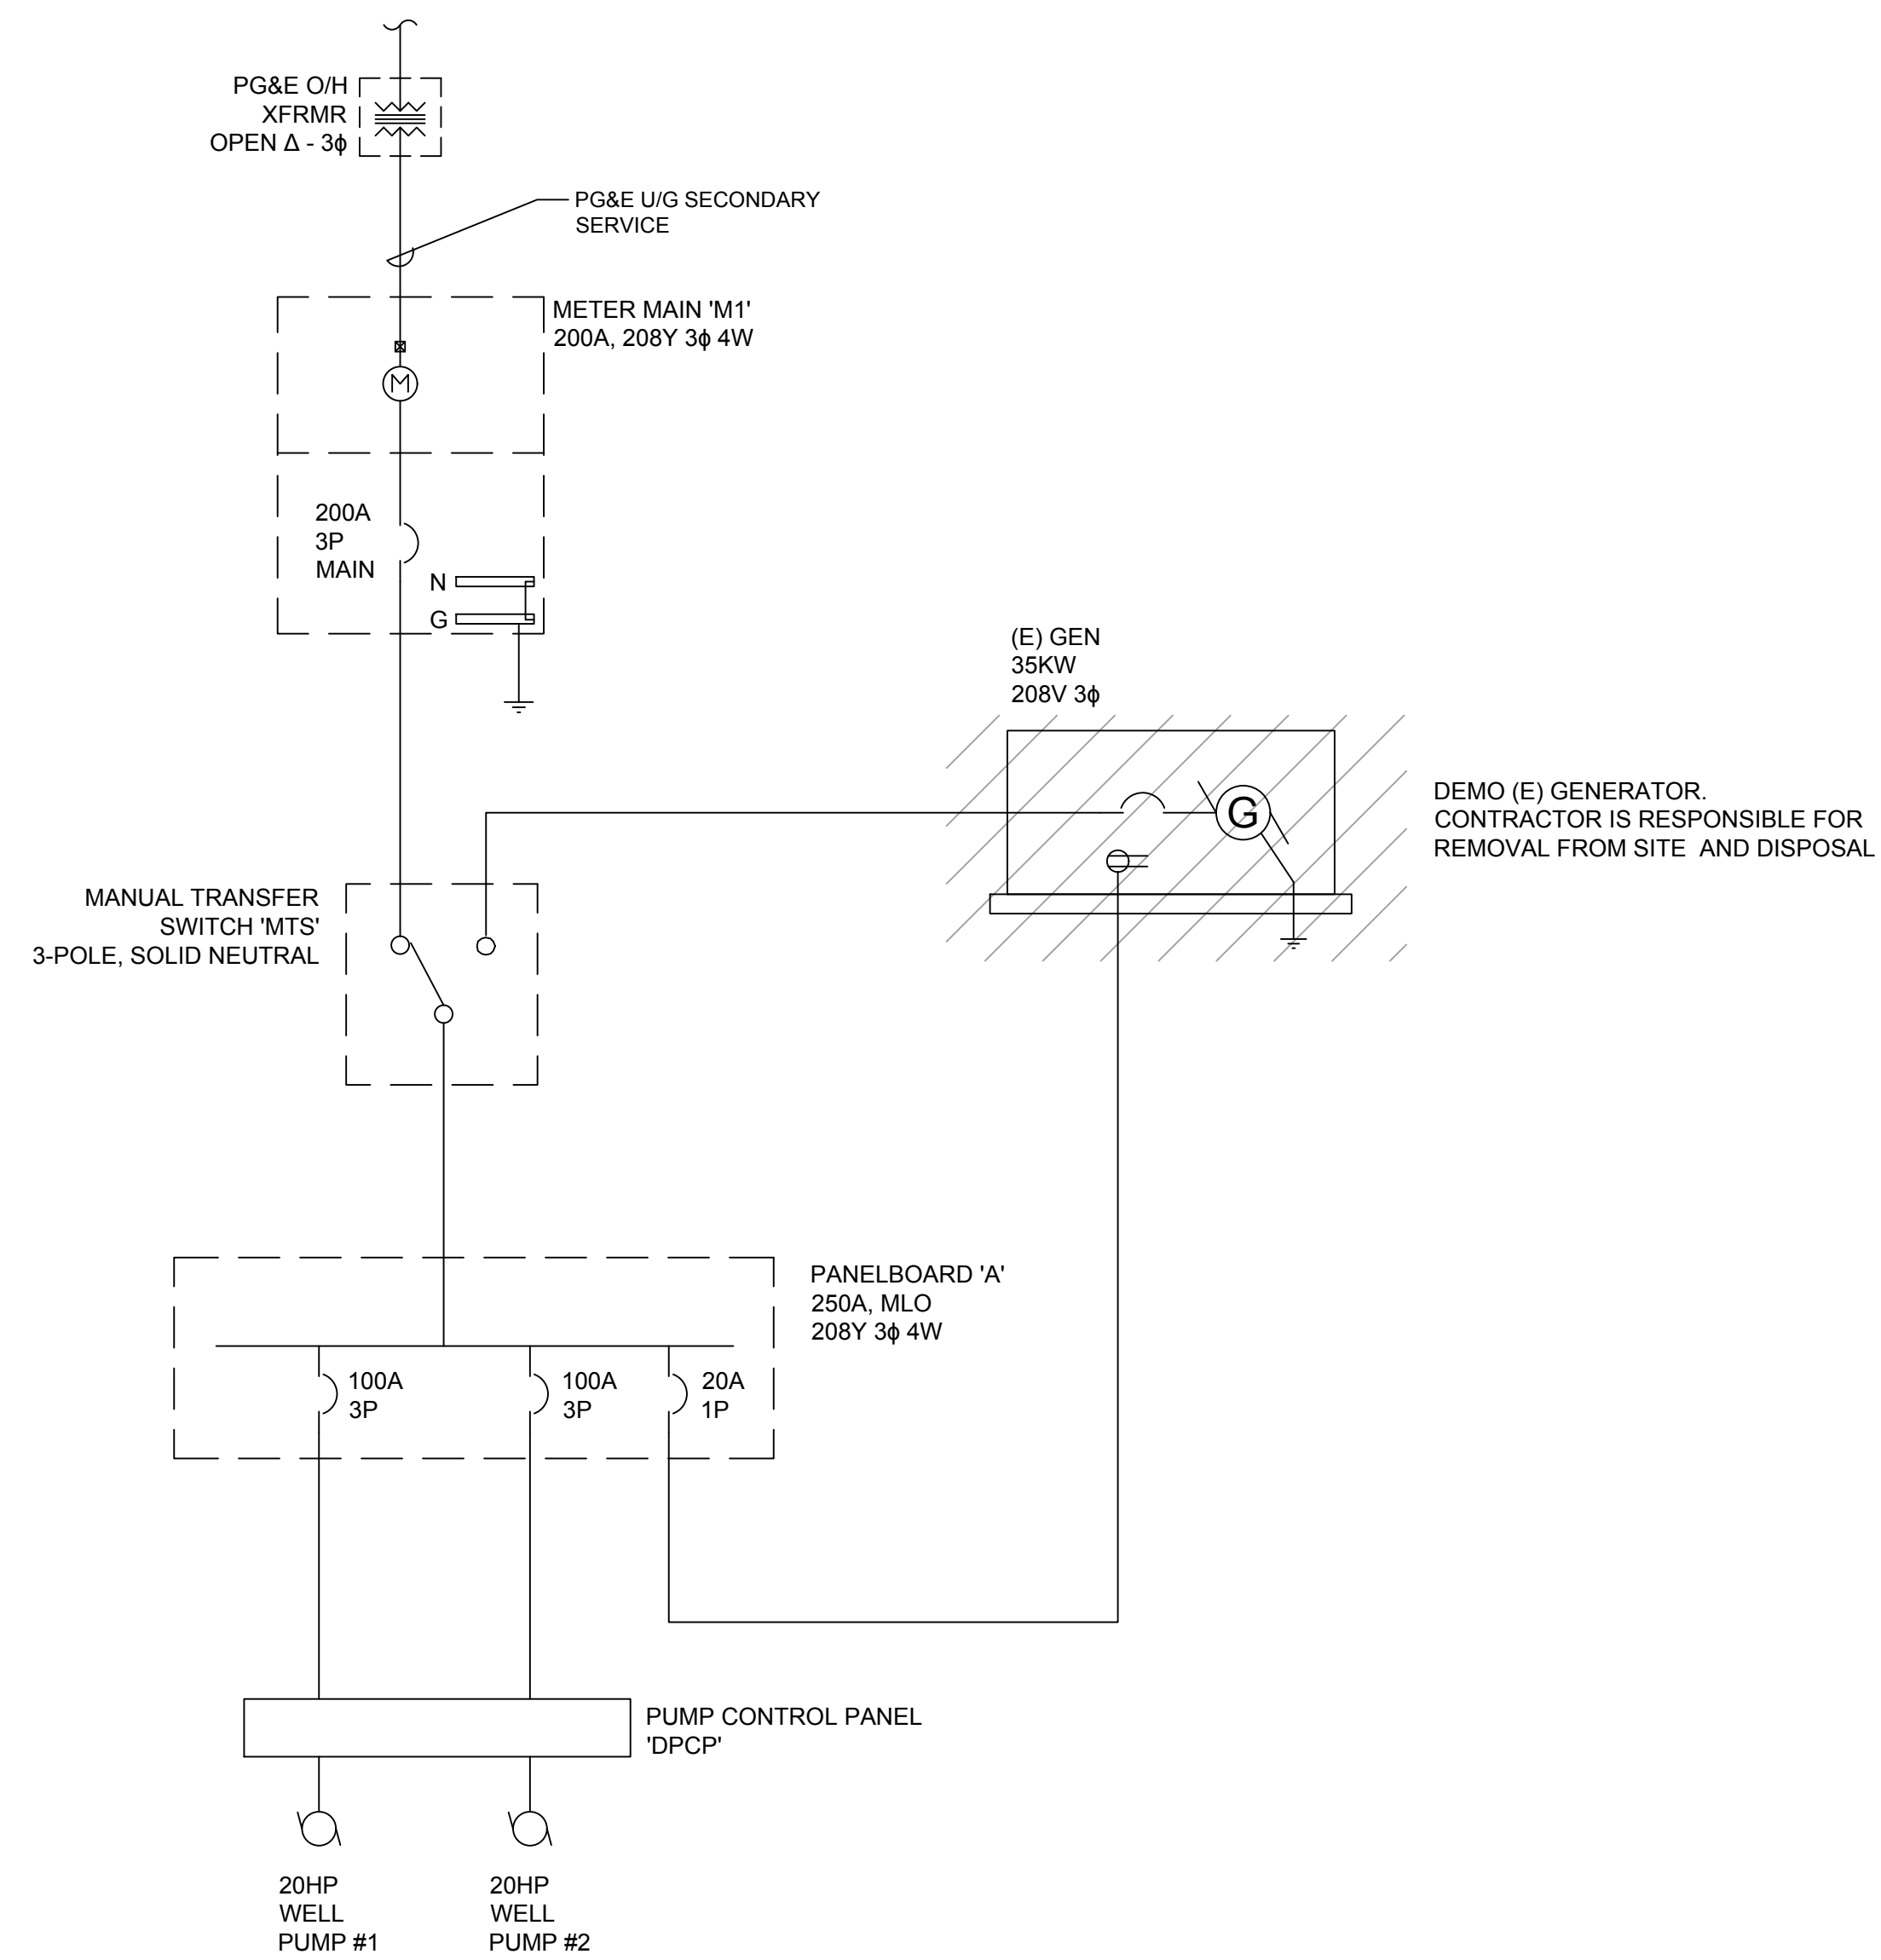 PG&E O/H
XFRMR
OPEN Δ - 3ϕ
PG&E U/G SECONDARY
SERVICE
METER MAIN 'M1'
200A, 208Y 3ϕ 4W
M
200A
3P
MAIN
N
G
(E) GEN
35KW
208V 3ϕ
G
DEMO (E) GENERATOR.
CONTRACTOR IS RESPONSIBLE FOR
REMOVAL FROM SITE AND DISPOSAL
MANUAL TRANSFER
SWITCH 'MTS'
3-POLE, SOLID NEUTRAL
PANELBOARD 'A'
250A, MLO
208Y 3ϕ 4W
100A
3P
100A
3P
20A
1P
PUMP CONTROL PANEL
'DPCP'
20HP
WELL
PUMP #1
20HP
WELL
PUMP #2